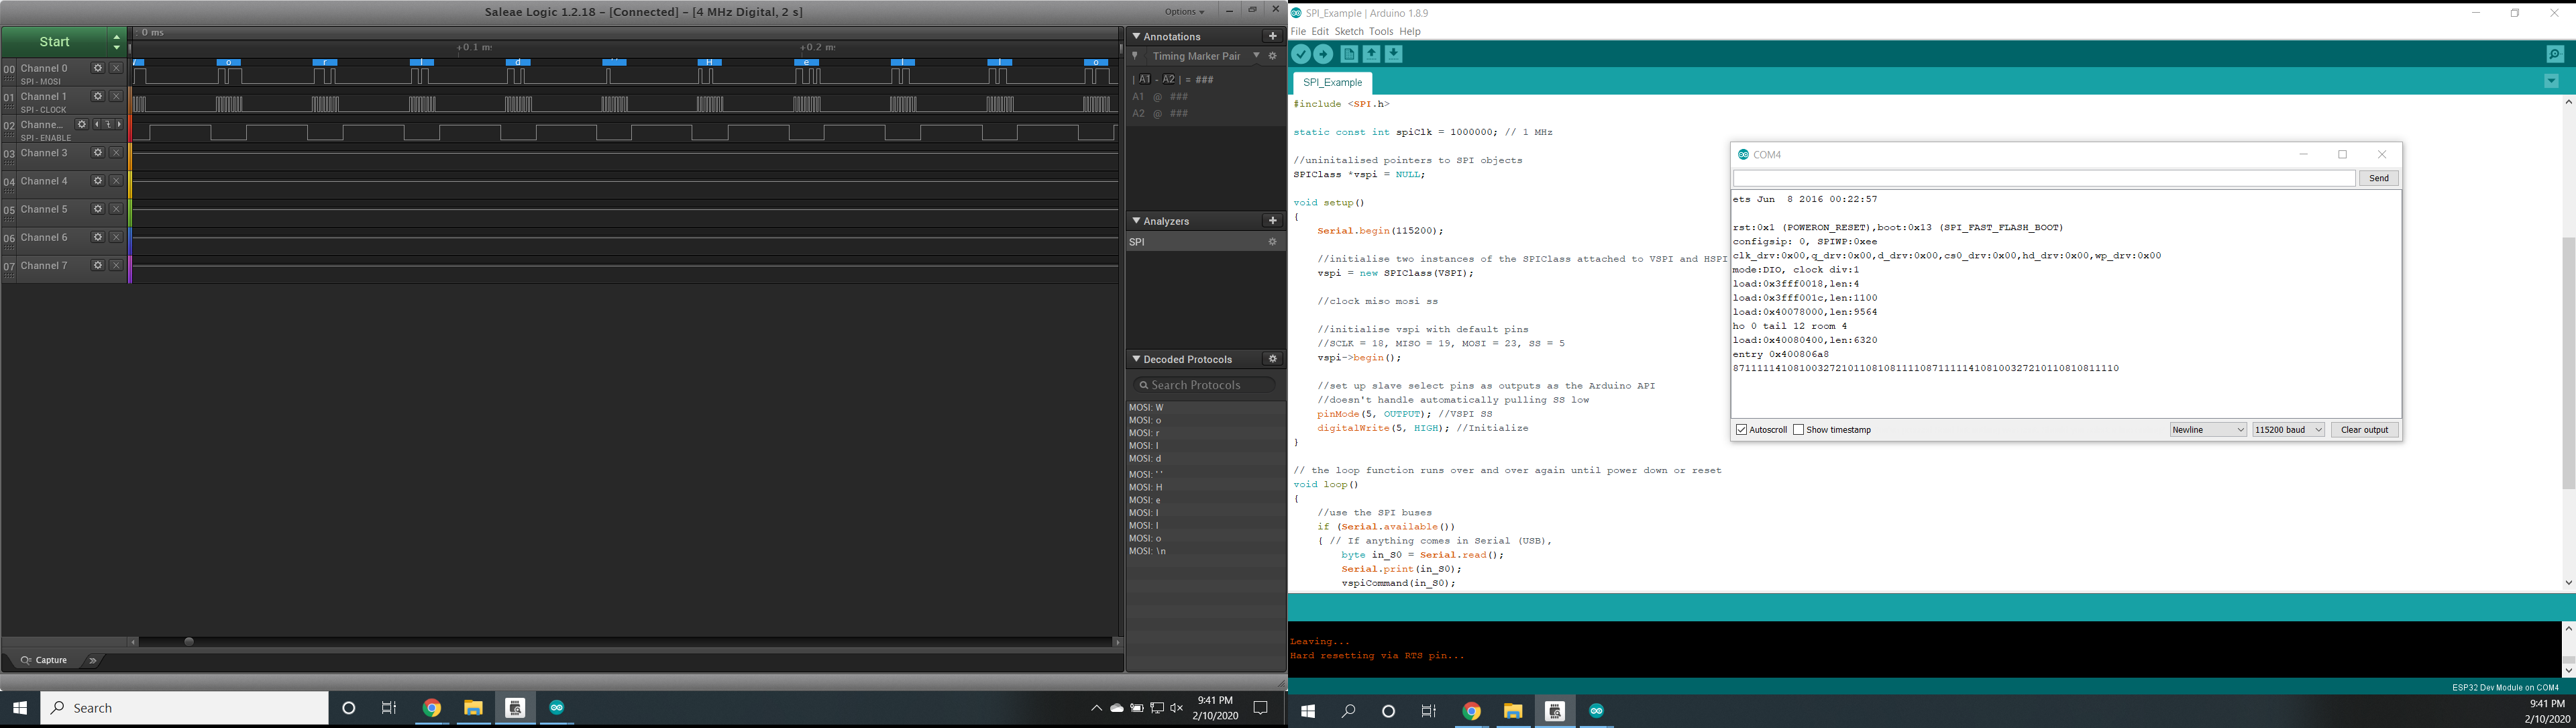 Saleae Logic 1.2.18 – [Connected] – [4 MHz Digital, 2 s]
Options
Start
: 0 ms
+0.1 ms
+0.2 ms
00 Channel 0
SPI - MOSI
o r l d ' ' H e l l o
01 Channel 1
SPI - CLOCK
02 Channe...
SPI - ENABLE
03 Channel 3
04 Channel 4
05 Channel 5
06 Channel 6
07 Channel 7
Capture
Annotations
Timing Marker Pair
| A1 - A2 | = ###
A1 @ ###
A2 @ ###
Analyzers
SPI
Decoded Protocols
Search Protocols
MOSI: W
MOSI: o
MOSI: r
MOSI: l
MOSI: d
MOSI: ' '
MOSI: H
MOSI: e
MOSI: l
MOSI: l
MOSI: o
MOSI: \n
Search
9:41 PM
2/10/2020
SPI_Example | Arduino 1.8.9
File Edit Sketch Tools Help
SPI_Example
#include <SPI.h>
static const int spiClk = 1000000; // 1 MHz
//uninitalised pointers to SPI objects
SPIClass *vspi = NULL;
void setup()
{
Serial.begin(115200);
//initialise two instances of the SPIClass attached to VSPI and HSPI
vspi = new SPIClass(VSPI);
//clock miso mosi ss
//initialise vspi with default pins
//SCLK = 18, MISO = 19, MOSI = 23, SS = 5
vspi->begin();
//set up slave select pins as outputs as the Arduino API
//doesn't handle automatically pulling SS low
pinMode(5, OUTPUT); //VSPI SS
digitalWrite(5, HIGH); //Initialize
}
// the loop function runs over and over again until power down or reset
void loop()
{
//use the SPI buses
if (Serial.available())
{ // If anything comes in Serial (USB),
byte in_S0 = Serial.read();
Serial.print(in_S0);
vspiCommand(in_S0);
COM4
Send
ets Jun  8 2016 00:22:57
rst:0x1 (POWERON_RESET),boot:0x13 (SPI_FAST_FLASH_BOOT)
configsip: 0, SPIWP:0xee
clk_drv:0x00,q_drv:0x00,d_drv:0x00,cs0_drv:0x00,hd_drv:0x00,wp_drv:0x00
mode:DIO, clock div:1
load:0x3fff0018,len:4
load:0x3fff001c,len:1100
load:0x40078000,len:9564
ho 0 tail 12 room 4
load:0x40080400,len:6320
entry 0x400806a8
8711111410810032721011081081111087111114108100327210110810811110
Autoscroll Show timestamp
Newline
115200 baud
Clear output
Leaving...
Hard resetting via RTS pin...
ESP32 Dev Module on COM4
9:41 PM
2/10/2020